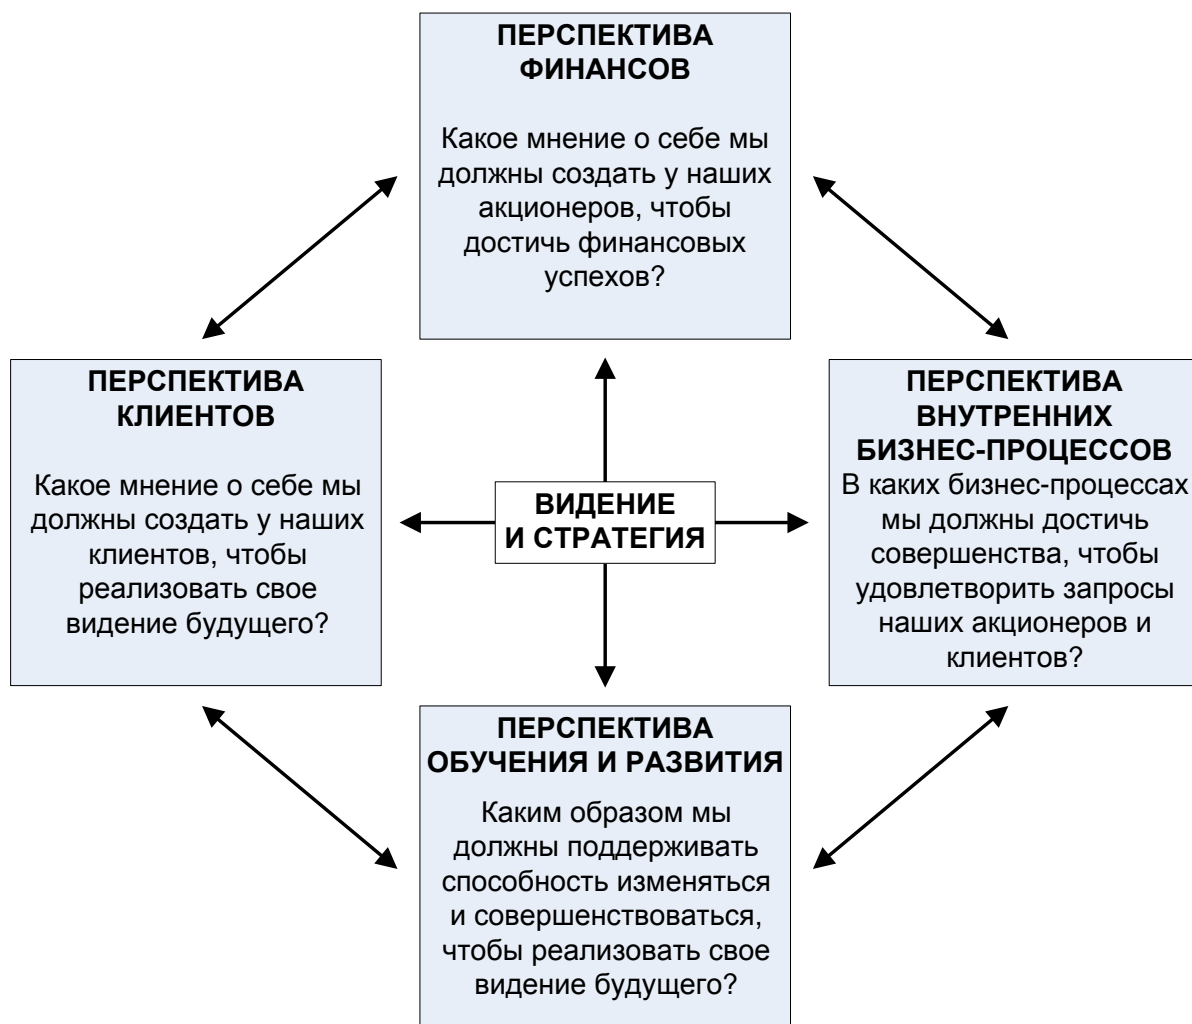 ПЕРСПЕКТИВА
ФИНАНСОВ
Какое мнение о себе мы
должны создать у наших
акционеров, чтобы
достичь финансовых
успехов?
ПЕРСПЕКТИВА
КЛИЕНТОВ
Какое мнение о себе мы
должны создать у наших
клиентов, чтобы
реализовать свое
видение будущего?
ВИДЕНИЕ
И СТРАТЕГИЯ
ПЕРСПЕКТИВА
ВНУТРЕННИХ
БИЗНЕС-ПРОЦЕССОВ
В каких бизнес-процессах
мы должны достичь
совершенства, чтобы
удовлетворить запросы
наших акционеров и
клиентов?
ПЕРСПЕКТИВА
ОБУЧЕНИЯ И РАЗВИТИЯ
Каким образом мы
должны поддерживать
способность изменяться
и совершенствоваться,
чтобы реализовать свое
видение будущего?